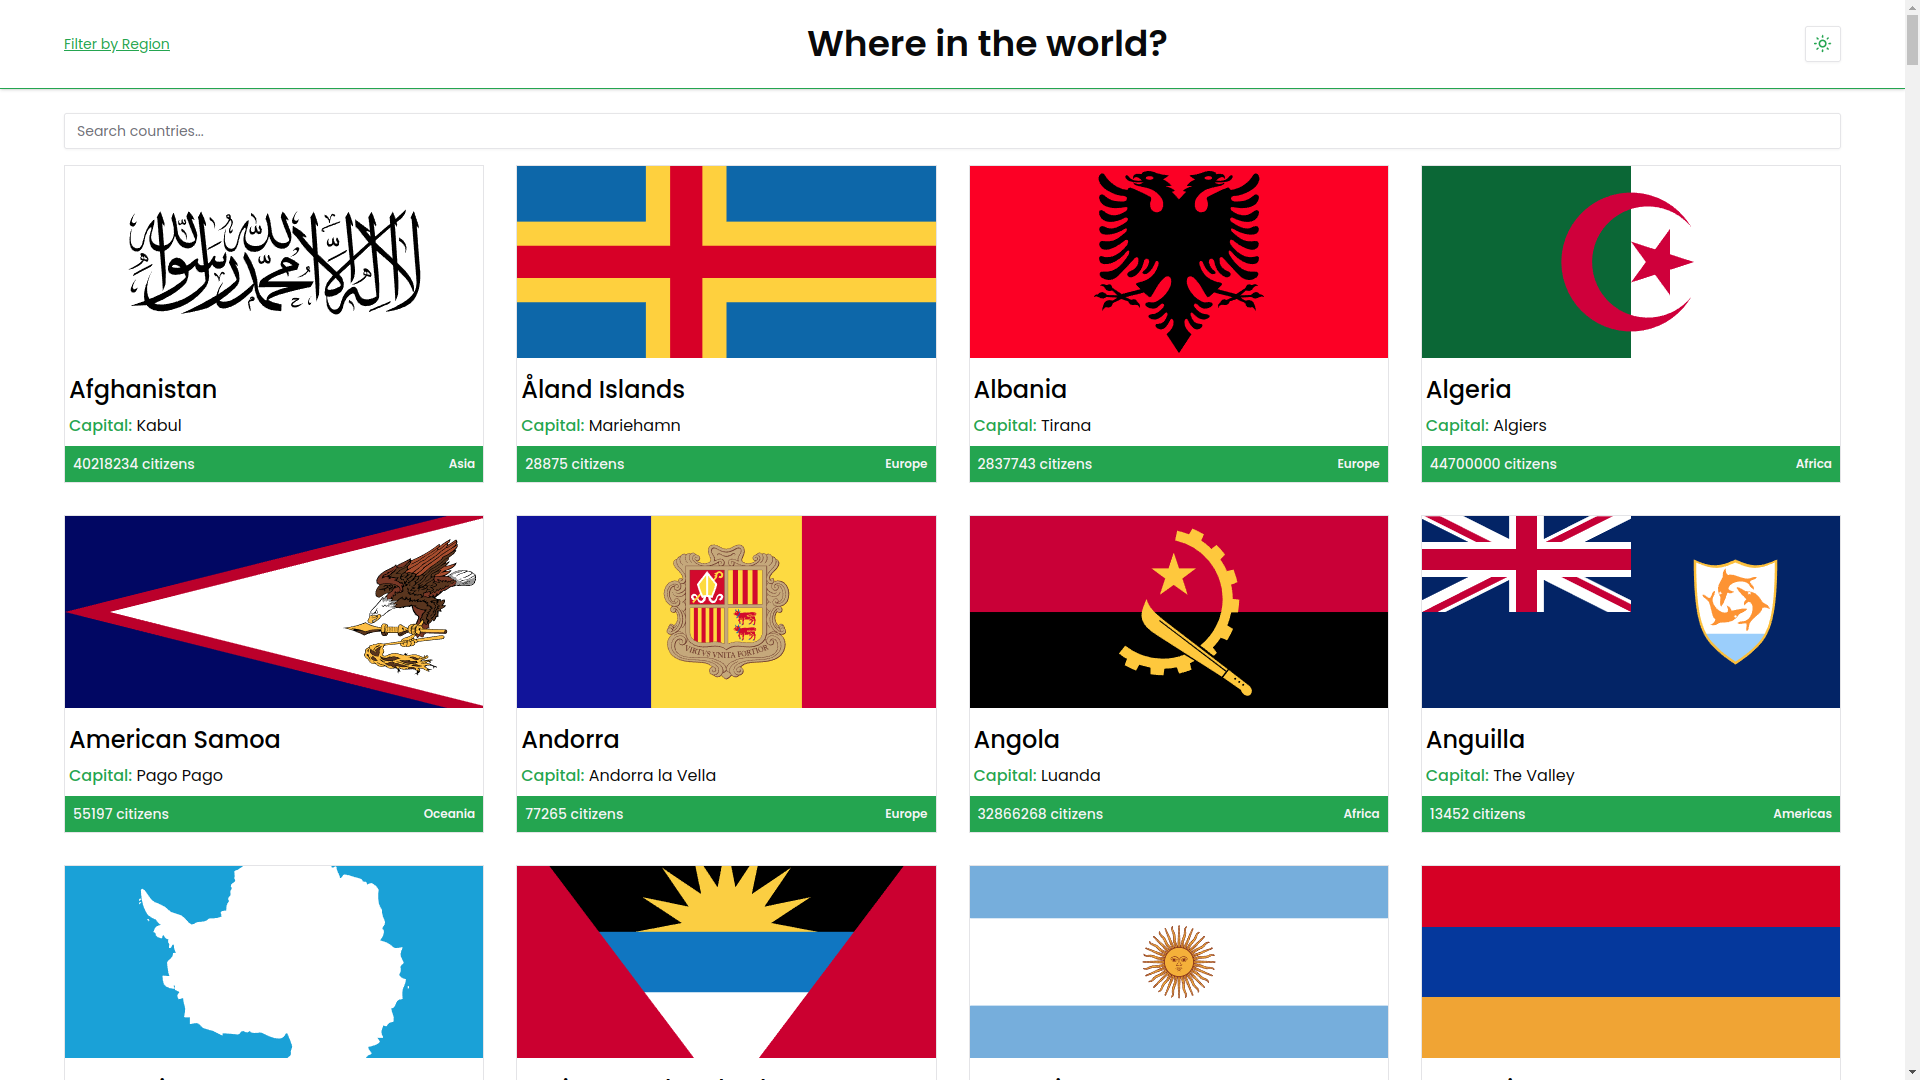 Filter by Region
Where in the world?
Search countries...
لا إله إلا الله محمد رسول الله
Afghanistan
Capital: Kabul
40218234 citizens
Asia
Åland Islands
Capital: Mariehamn
28875 citizens
Europe
Albania
Capital: Tirana
2837743 citizens
Europe
Algeria
Capital: Algiers
44700000 citizens
Africa
American Samoa
Capital: Pago Pago
55197 citizens
Oceania
VIRTVS VNITA FORTIOR
Andorra
Capital: Andorra la Vella
77265 citizens
Europe
Angola
Capital: Luanda
32866268 citizens
Africa
Anguilla
Capital: The Valley
13452 citizens
Americas